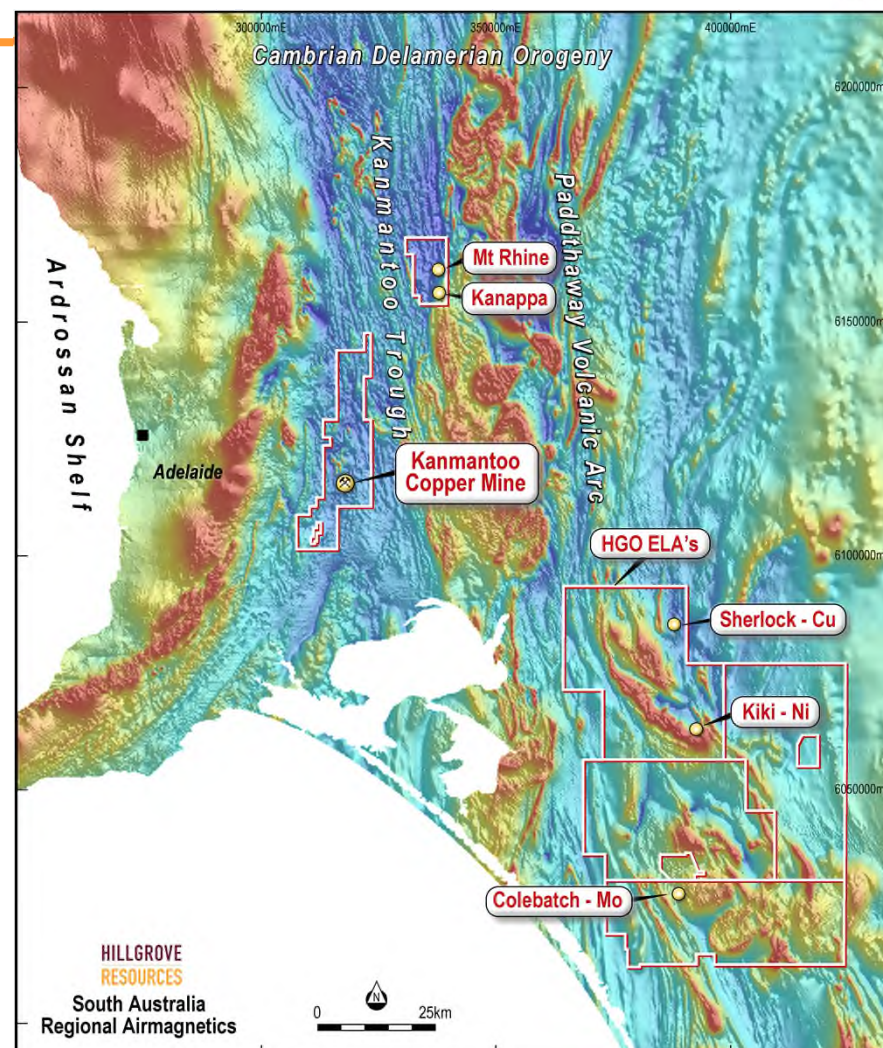 300000mE
350000mE
400000mE
Cambrian Delamerian Orogeny
6200000m
Kanmantoo Trough
Paddthaway Volcanic Arc
Ardrossan Shelf
Mt Rhine
Kanappa
6150000m
Adelaide
Kanmantoo
Copper Mine
HGO ELA's
6100000m
Sherlock - Cu
Kiki - Ni
6050000m
Colebatch - Mo
HILLGROVE
RESOURCES
South Australia
Regional Airmagnetics
N
0 25km